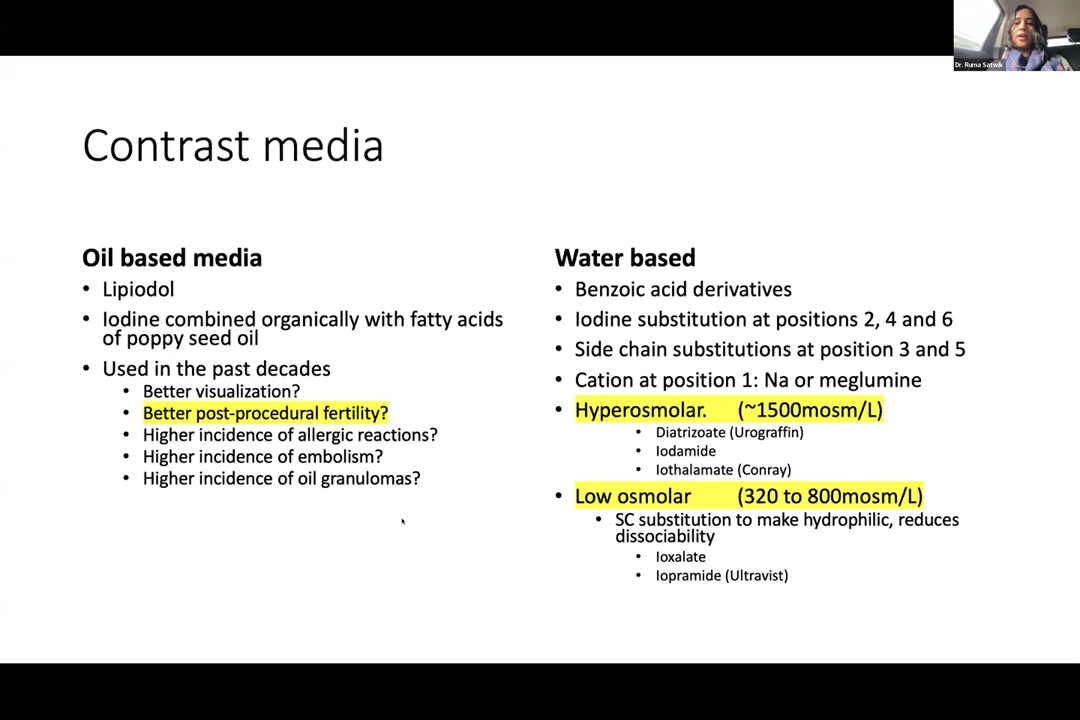 Dr. Ruma Satwik
Contrast media
Oil based media
• Lipiodol
• Iodine combined organically with fatty acids
of poppy seed oil
• Used in the past decades
• Better visualization?
• Better post-procedural fertility?
• Higher incidence of allergic reactions?
• Higher incidence of embolism?
• Higher incidence of oil granulomas?
Water based
• Benzoic acid derivatives
• Iodine substitution at positions 2, 4 and 6
• Side chain substitutions at position 3 and 5
• Cation at position 1: Na or meglumine
• Hyperosmolar. (~1500mosm/L)
• Diatrizoate (Urograffin)
• Iodamide
• Iothalamate (Conray)
• Low osmolar (320 to 800mosm/L)
• SC substitution to make hydrophilic, reduces
dissociability
• Ioxalate
• Iopramide (Ultravist)